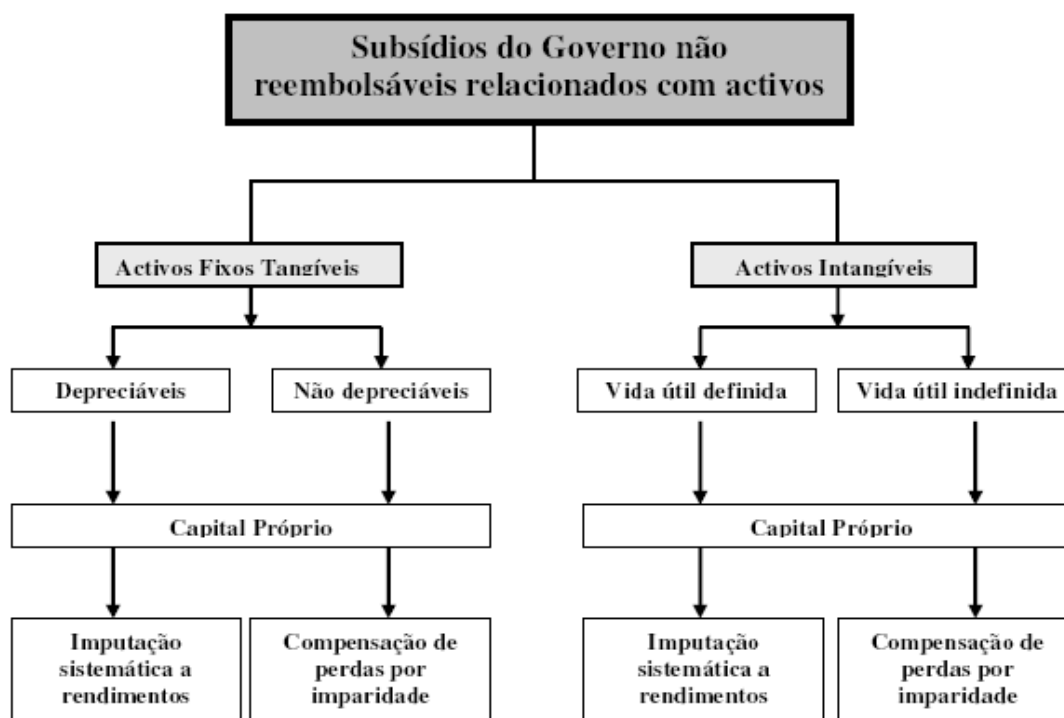 Subsídios do Governo não
reembolsáveis relacionados com activos
Activos Fixos Tangíveis
Activos Intangíveis
Depreciáveis
Não depreciáveis
Vida útil definida
Vida útil indefinida
Capital Próprio
Capital Próprio
Imputação
sistemática a
rendimentos
Compensação de
perdas por
imparidade
Imputação
sistemática a
rendimentos
Compensação de
perdas por
imparidade